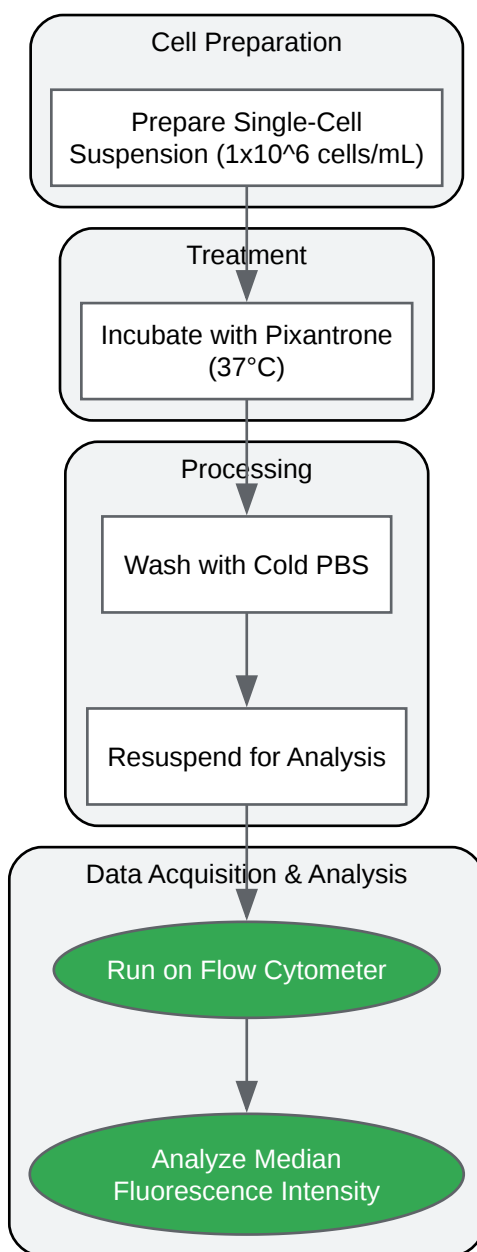 Cell Preparation
Prepare Single-Cell
Suspension (1x10^6 cells/mL)
Treatment
Incubate with Pixantrone
(37°C)
Processing
Wash with Cold PBS
Resuspend for Analysis
Data Acquisition & Analysis
Run on Flow Cytometer
Analyze Median
Fluorescence Intensity